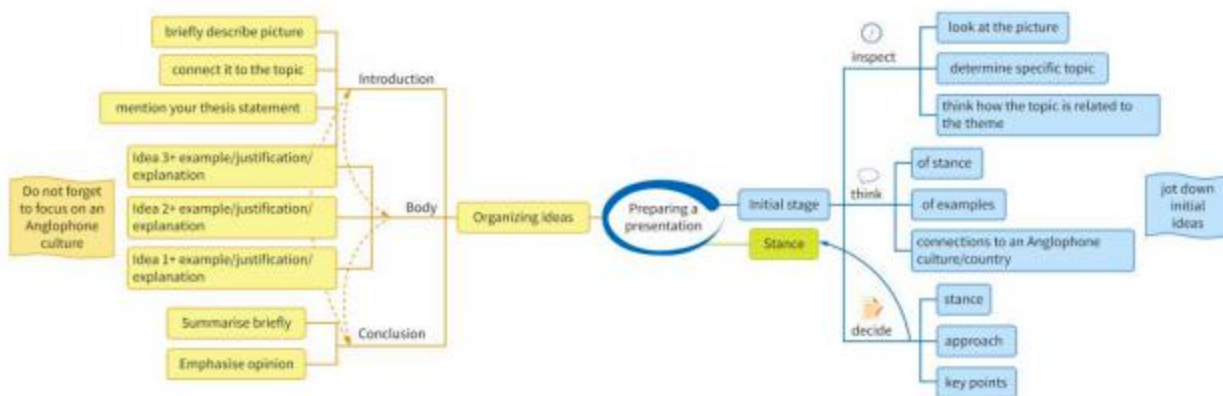 briefly describe picture
connect it to the topic
mention your thesis statement
Introduction
Idea 3+ example/justification/
explanation
Idea 2+ example/justification/
explanation
Idea 1+ example/justification/
explanation
Body
Do not forget
to focus on an
Anglophone
culture
Summarise briefly
Emphasise opinion
Conclusion
Organizing ideas
Preparing a
presentation
Initial stage
Stance
inspect
look at the picture
determine specific topic
think how the topic is related to
the theme
think
of stance
of examples
connections to an Anglophone
culture/country
jot down
initial
ideas
decide
stance
approach
key points